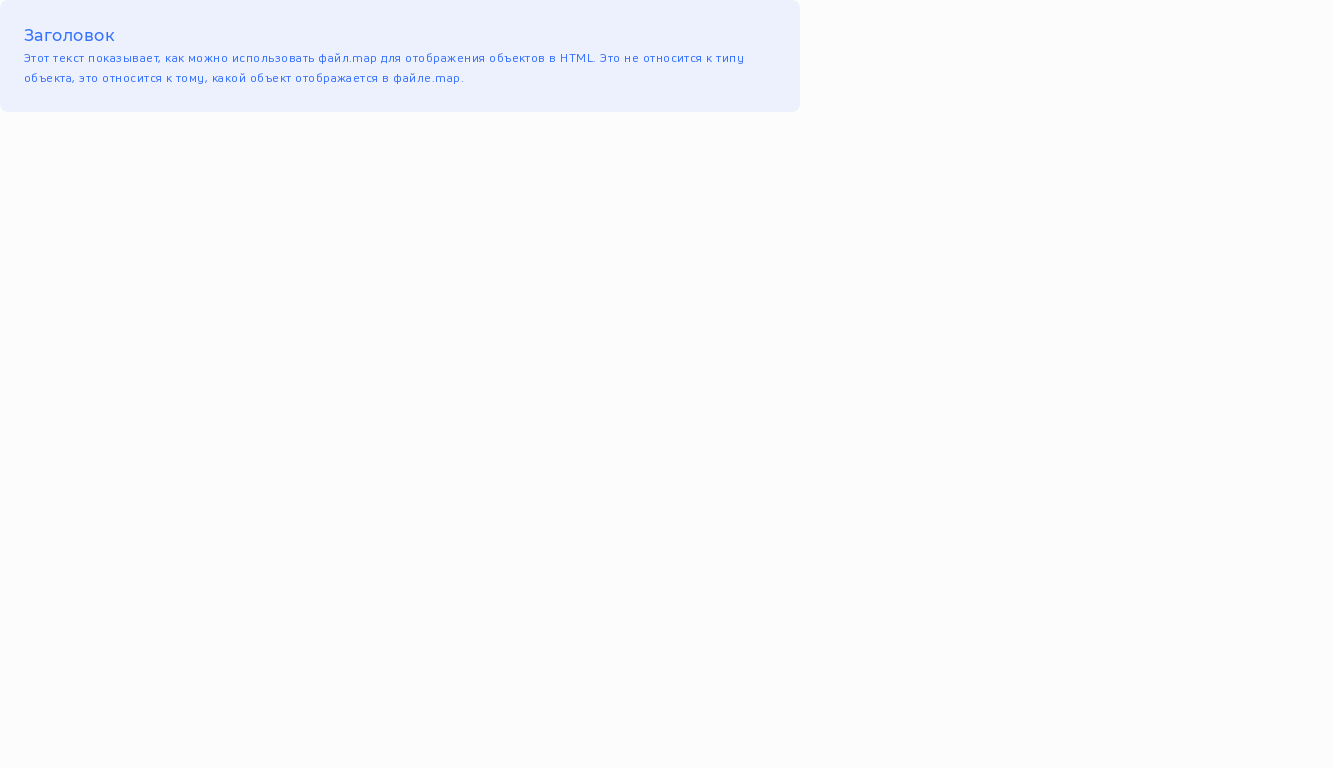 Заголовок
Этот текст показывает, как можно использовать файл.map для отображения объектов в HTML. Это не относится к типу
объекта, это относится к тому, какой объект отображается в файле.map.